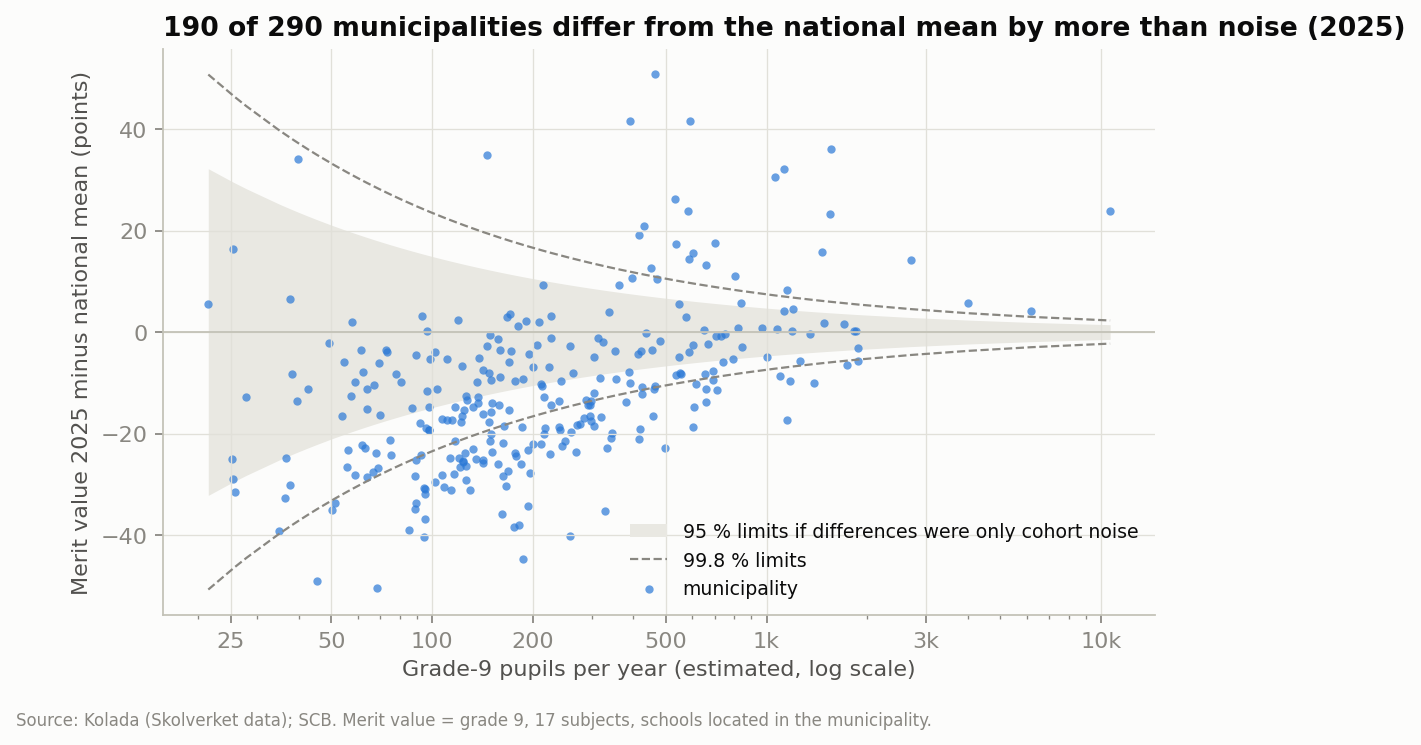 190 of 290 municipalities differ from the national mean by more than noise (2025)
Merit value 2025 minus national mean (points)
40
20
0
−20
−40
95 % limits if differences were only cohort noise
99.8 % limits
municipality
25
50
100
200
500
1k
3k
10k
Grade-9 pupils per year (estimated, log scale)
Source: Kolada (Skolverket data); SCB. Merit value = grade 9, 17 subjects, schools located in the municipality.